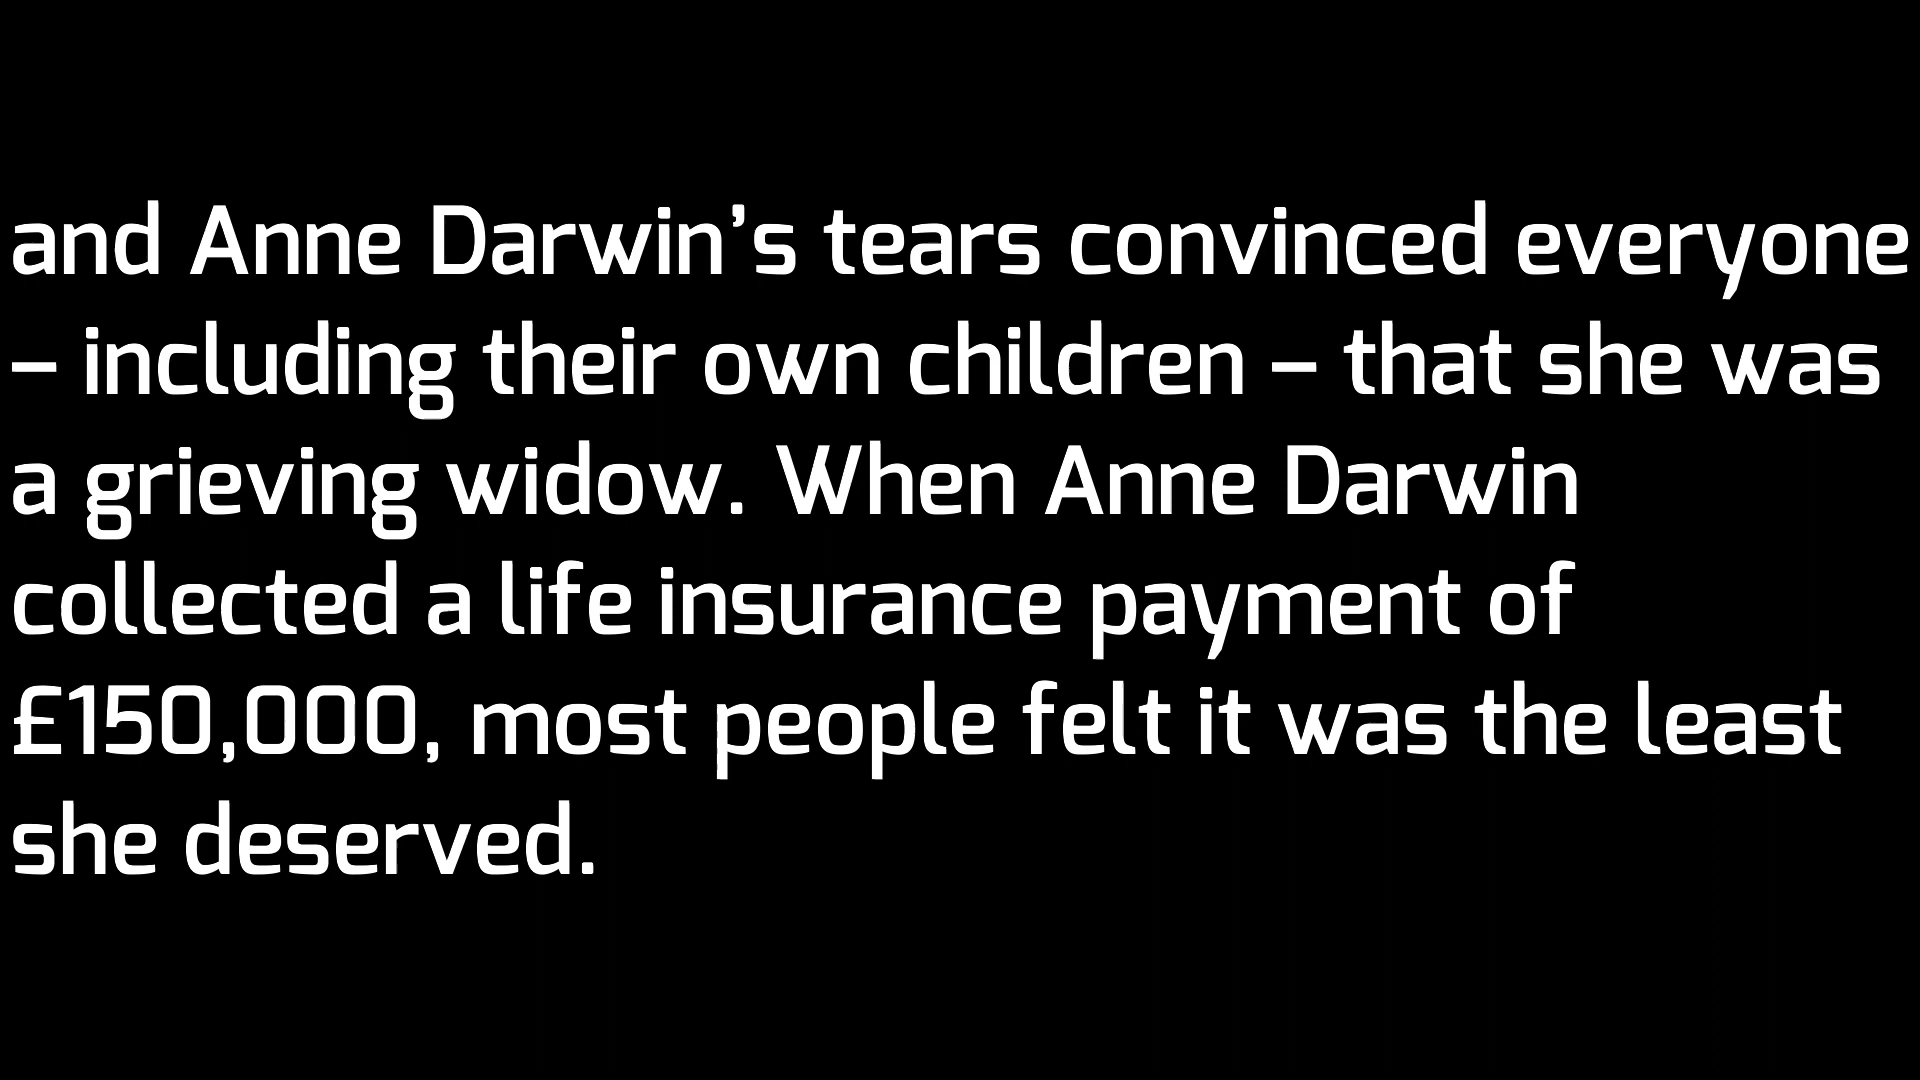 and Anne Darwin’s tears convinced everyone
– including their own children – that she was
a grieving widow. When Anne Darwin
collected a life insurance payment of
£150,000, most people felt it was the least
she deserved.